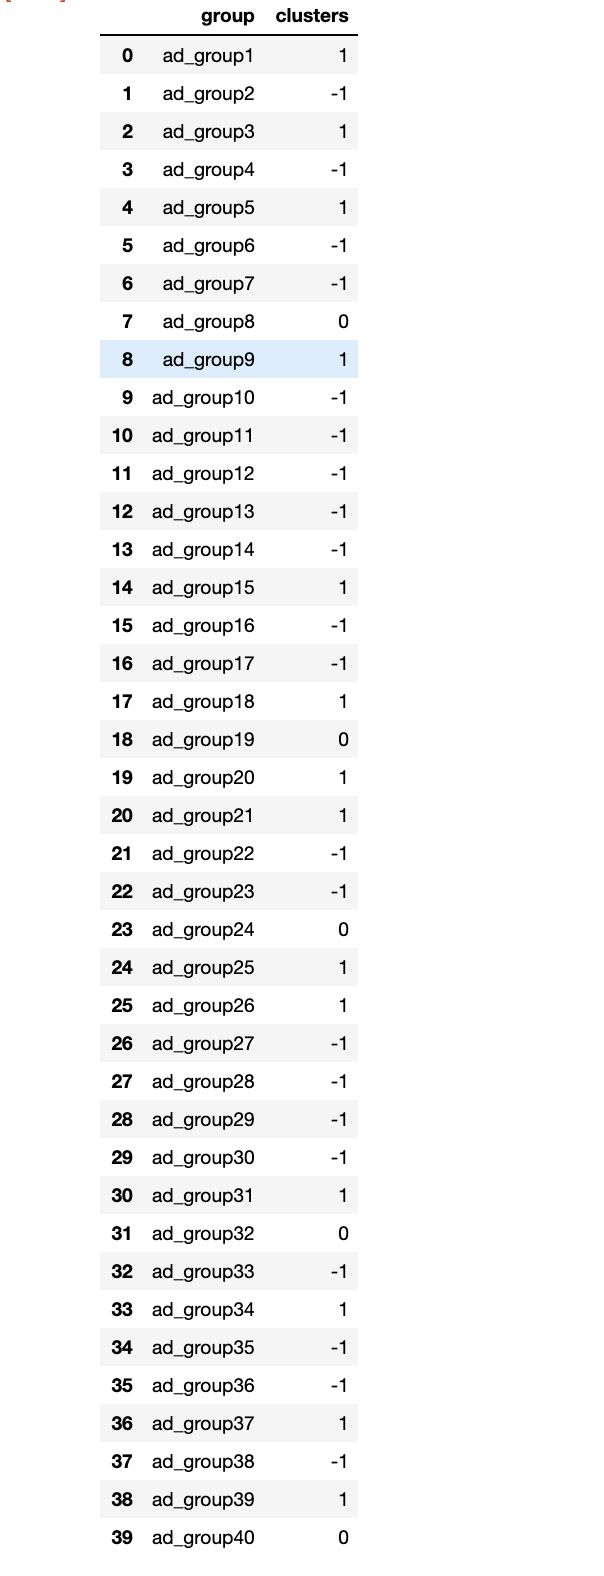 group clusters
0 ad_group1 1
1 ad_group2 -1
2 ad_group3 1
3 ad_group4 -1
4 ad_group5 1
5 ad_group6 -1
6 ad_group7 -1
7 ad_group8 0
8 ad_group9 1
9 ad_group10 -1
10 ad_group11 -1
11 ad_group12 -1
12 ad_group13 -1
13 ad_group14 -1
14 ad_group15 1
15 ad_group16 -1
16 ad_group17 -1
17 ad_group18 1
18 ad_group19 0
19 ad_group20 1
20 ad_group21 1
21 ad_group22 -1
22 ad_group23 -1
23 ad_group24 0
24 ad_group25 1
25 ad_group26 1
26 ad_group27 -1
27 ad_group28 -1
28 ad_group29 -1
29 ad_group30 -1
30 ad_group31 1
31 ad_group32 0
32 ad_group33 -1
33 ad_group34 1
34 ad_group35 -1
35 ad_group36 -1
36 ad_group37 1
37 ad_group38 -1
38 ad_group39 1
39 ad_group40 0